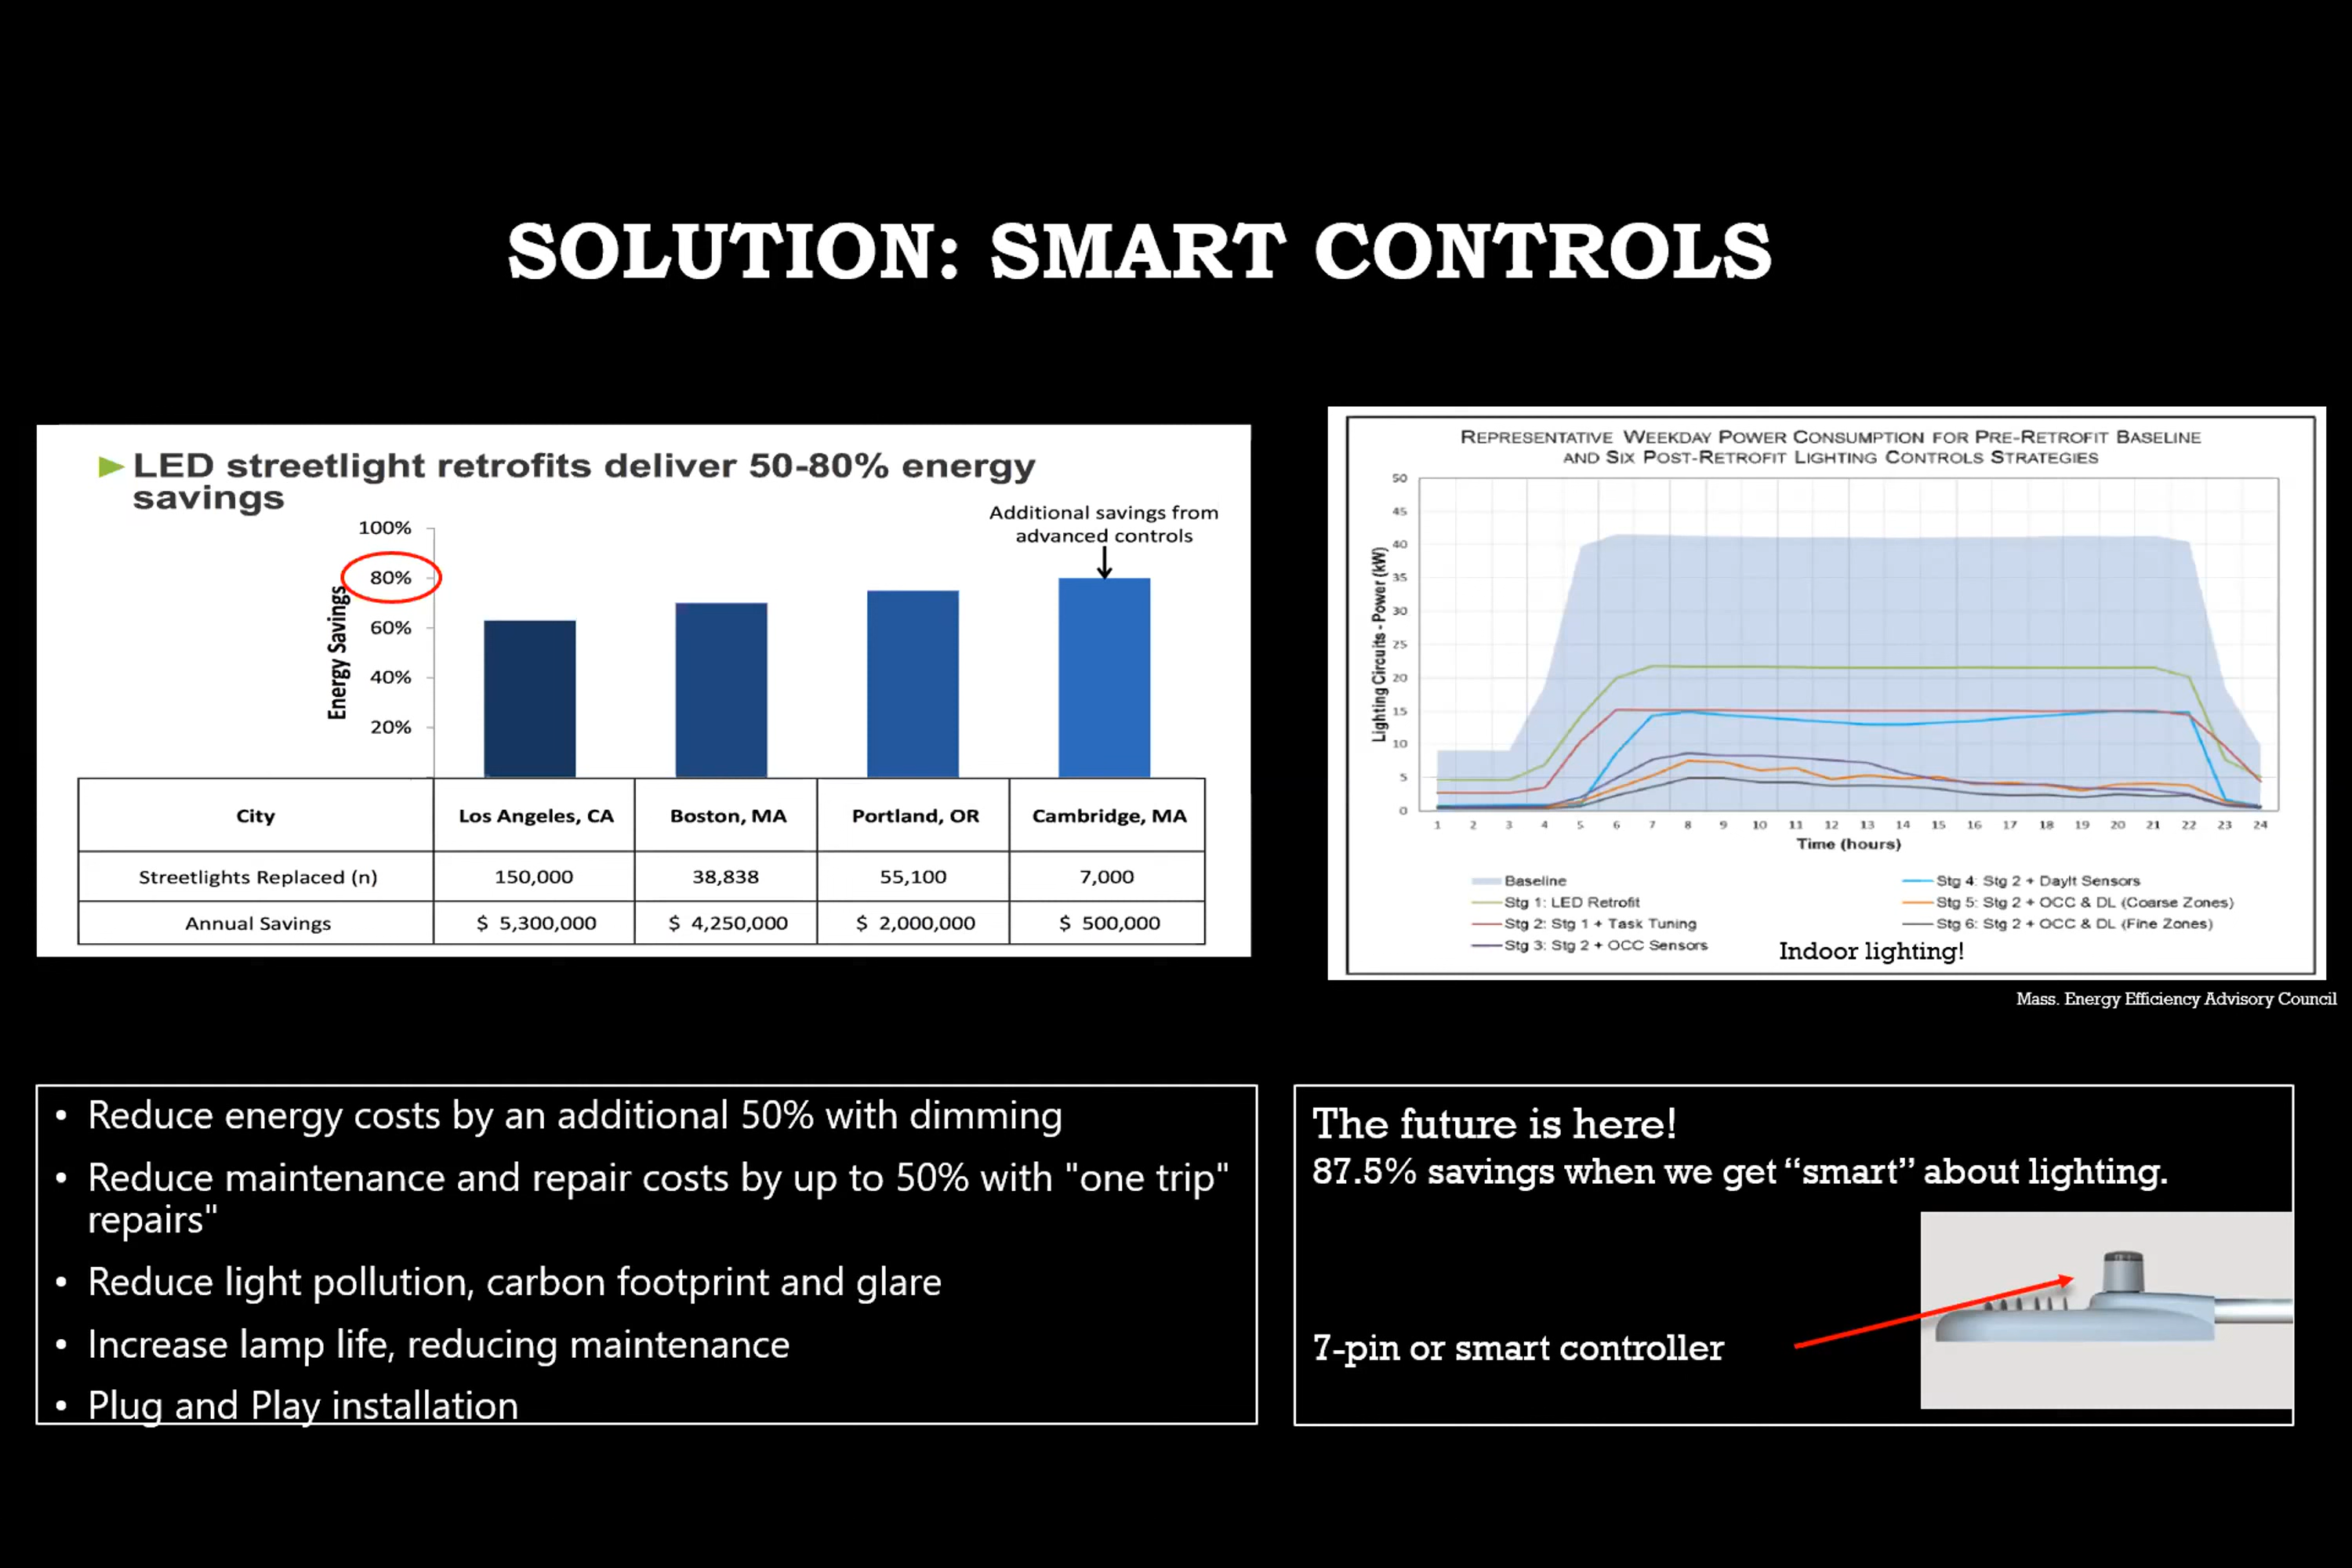 SOLUTION: SMART CONTROLS
LED streetlight retrofits deliver 50-80% energy
savings
Additional savings from
advanced controls
Energy Savings
100%
80%
60%
40%
20%
City Los Angeles, CA Boston, MA Portland, OR Cambridge, MA
Streetlights Replaced (n) 150,000 38,838 55,100 7,000
Annual Savings $ 5,300,000 $ 4,250,000 $ 2,000,000 $ 500,000
REPRESENTATIVE WEEKDAY POWER CONSUMPTION FOR PRE-RETROFIT BASELINE
AND SIX POST-RETROFIT LIGHTING CONTROLS STRATEGIES
Lighting Circuits - Power (kW)
50
45
40
35
30
25
20
15
10
5
0
1 2 3 4 5 6 7 8 9 10 11 12 13 14 15 16 17 18 19 20 21 22 23 24
Time (hours)
Baseline
Stg 1: LED Retrofit
Stg 2: Stg 1 + Task Tuning
Stg 3: Stg 2 + OCC Sensors
Stg 4: Stg 2 + Daylt Sensors
Stg 5: Stg 2 + OCC & DL (Coarse Zones)
Stg 6: Stg 2 + OCC & DL (Fine Zones)
Indoor lighting!
Mass. Energy Efficiency Advisory Council
• Reduce energy costs by an additional 50% with dimming
• Reduce maintenance and repair costs by up to 50% with "one trip"
repairs"
• Reduce light pollution, carbon footprint and glare
• Increase lamp life, reducing maintenance
• Plug and Play installation
The future is here!
87.5% savings when we get “smart” about lighting.
7-pin or smart controller